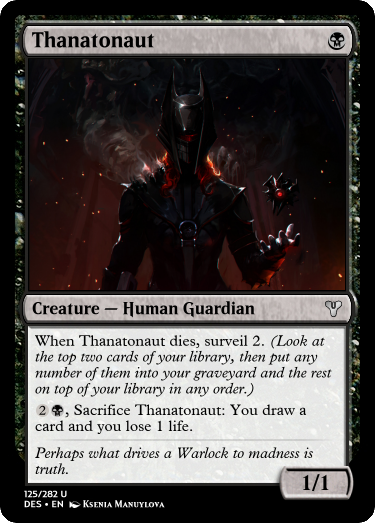 Thanatonaut
Creature — Human Guardian
When Thanatonaut dies, surveil 2. (Look at
the top two cards of your library, then put any
number of them into your graveyard and the rest
on top of your library in any order.)
2, Sacrifice Thanatonaut: You draw a
card and you lose 1 life.
Perhaps what drives a Warlock to madness is
truth.
1/1
125/282 U
DES • EN Ksenia Manuylova